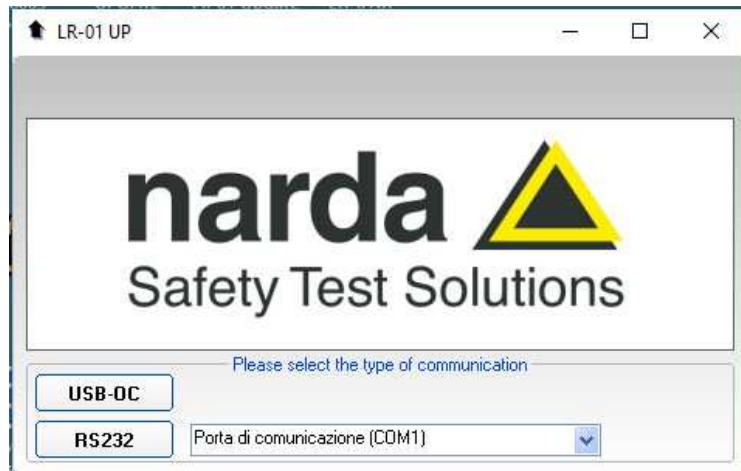 LR-01 UP
narda
Safety Test Solutions
Please select the type of communication
USB-OC
RS232 Porta di comunicazione (COM1)